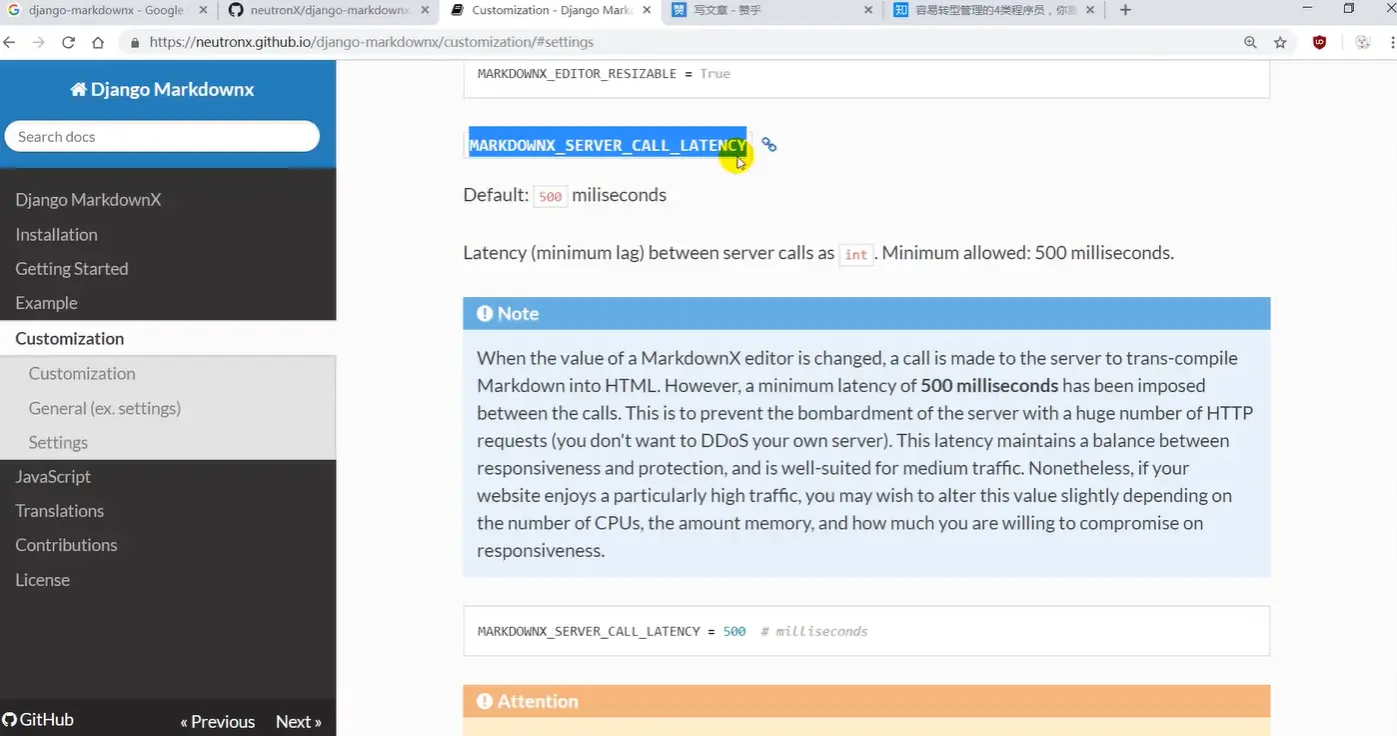 django-markdownx - Google
neutronX/django-markdownx
Customization - Django Mark
写文章 - 赞乎
容易转型管理的4类程序员，你
https://neutronx.github.io/django-markdownx/customization/#settings
Django Markdownx
Search docs
Django MarkdownX
Installation
Getting Started
Example
Customization
Customization
General (ex. settings)
Settings
JavaScript
Translations
Contributions
License
GitHub
« Previous
Next »
MARKDOWNX_EDITOR_RESIZABLE = True
MARKDOWNX_SERVER_CALL_LATENCY
Default: 500 miliseconds
Latency (minimum lag) between server calls as int. Minimum allowed: 500 milliseconds.
Note
When the value of a MarkdownX editor is changed, a call is made to the server to trans-compile
Markdown into HTML. However, a minimum latency of 500 milliseconds has been imposed
between the calls. This is to prevent the bombardment of the server with a huge number of HTTP
requests (you don't want to DDoS your own server). This latency maintains a balance between
responsiveness and protection, and is well-suited for medium traffic. Nonetheless, if your
website enjoys a particularly high traffic, you may wish to alter this value slightly depending on
the number of CPUs, the amount memory, and how much you are willing to compromise on
responsiveness.
MARKDOWNX_SERVER_CALL_LATENCY = 500 # milliseconds
Attention